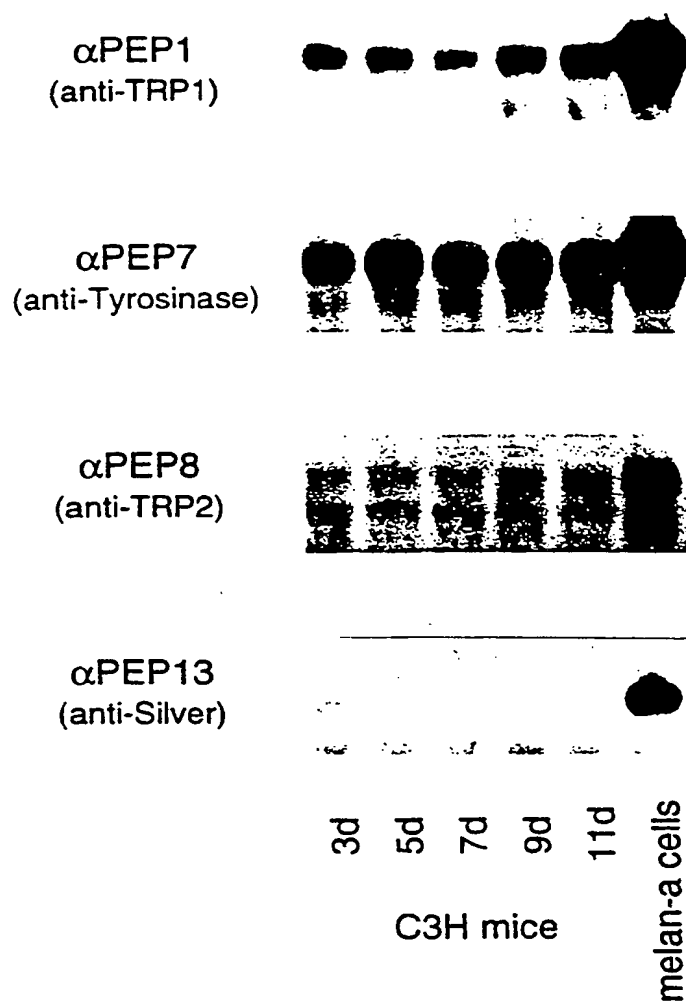 αPEP1
(anti-TRP1)
αPEP7
(anti-Tyrosinase)
αPEP8
(anti-TRP2)
αPEP13
(anti-Silver)
3d
5d
7d
9d
11d
melan-a cells
C3H mice